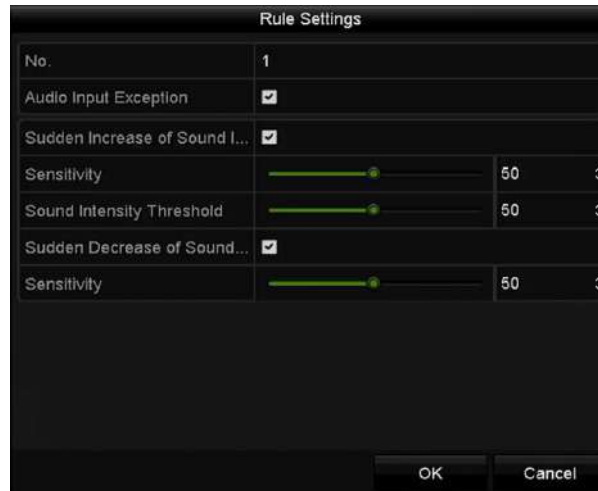 Rule Settings
No. 1
Audio Input Exception
Sudden Increase of Sound I...
Sensitivity 50
Sound Intensity Threshold 50
Sudden Decrease of Sound...
Sensitivity 50
OK Cancel